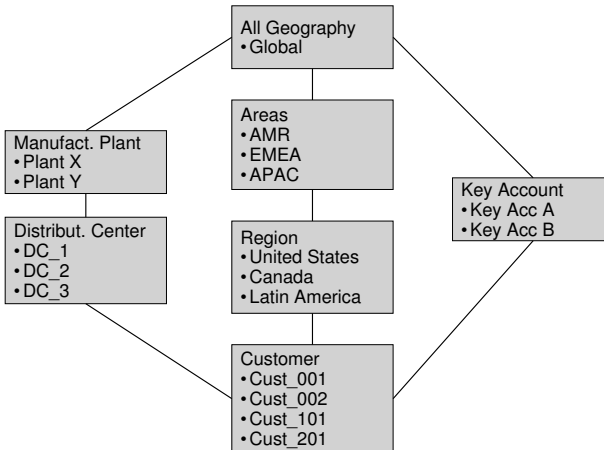 All Geography
•Global
Areas
•AMR
•EMEA
•APAC
Manufact. Plant
•Plant X
•Plant Y
Key Account
•Key Acc A
•Key Acc B
Distribut. Center
•DC_1
•DC_2
•DC_3
Region
•United States
•Canada
•Latin America
Customer
•Cust_001
•Cust_002
•Cust_101
•Cust_201